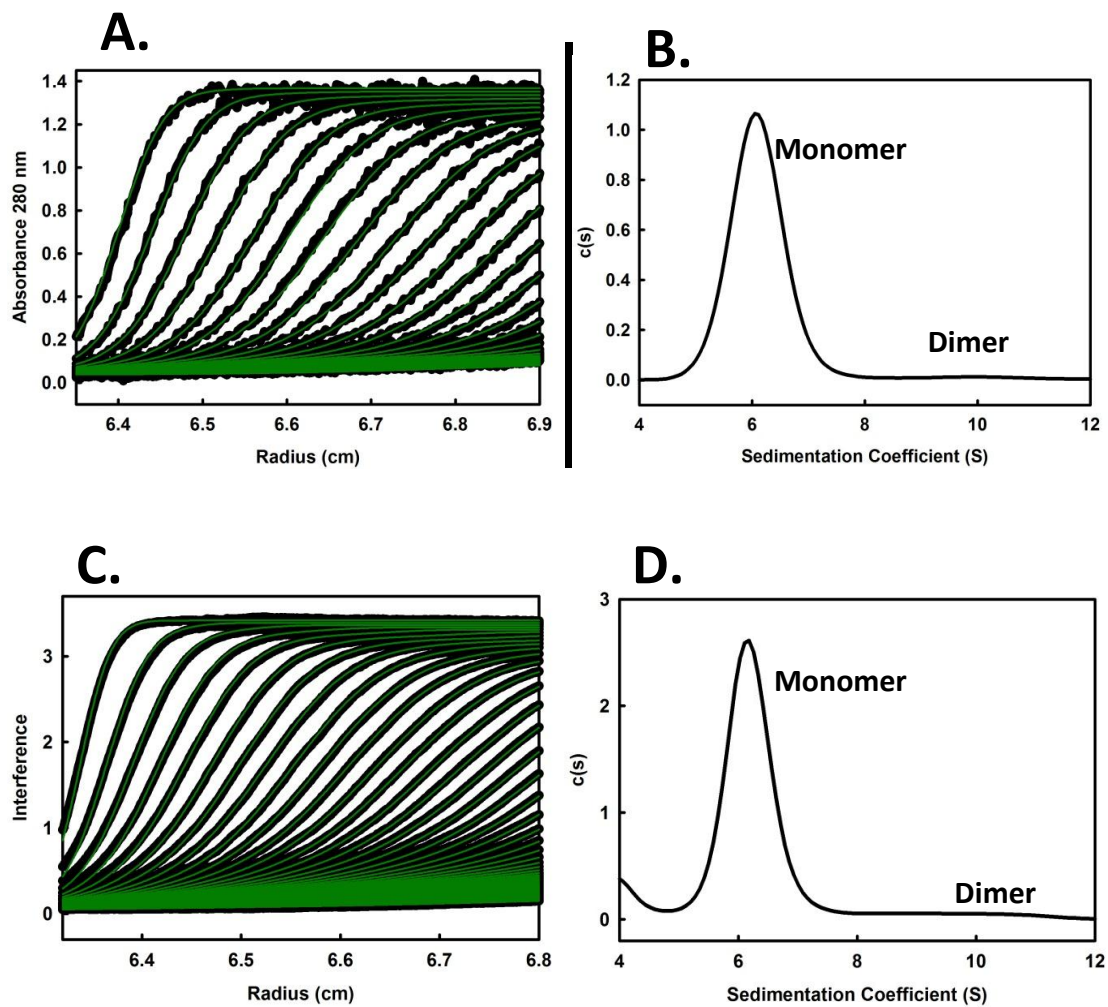 A.
1.4
1.2
1.0
0.8
0.6
0.4
0.2
0.0
Absorbance 280 nm
6.4 6.5 6.6 6.7 6.8 6.9
Radius (cm)
B.
1.2
1.0
0.8
0.6
0.4
0.2
0.0
c(s)
Monomer
Dimer
4 6 8 10 12
Sedimentation Coefficient (S)
C.
3
2
1
0
Interference
6.4 6.5 6.6 6.7 6.8
Radius (cm)
D.
3
2
1
0
c(s)
Monomer
Dimer
4 6 8 10 12
Sedimentation Coefficient (S)